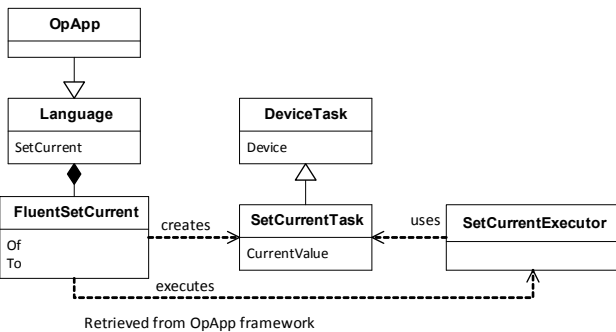 OpApp
Language
SetCurrent
DeviceTask
Device
FluentSetCurrent
Of
To
creates
SetCurrentTask
CurrentValue
uses
SetCurrentExecutor
executes
Retrieved from OpApp framework